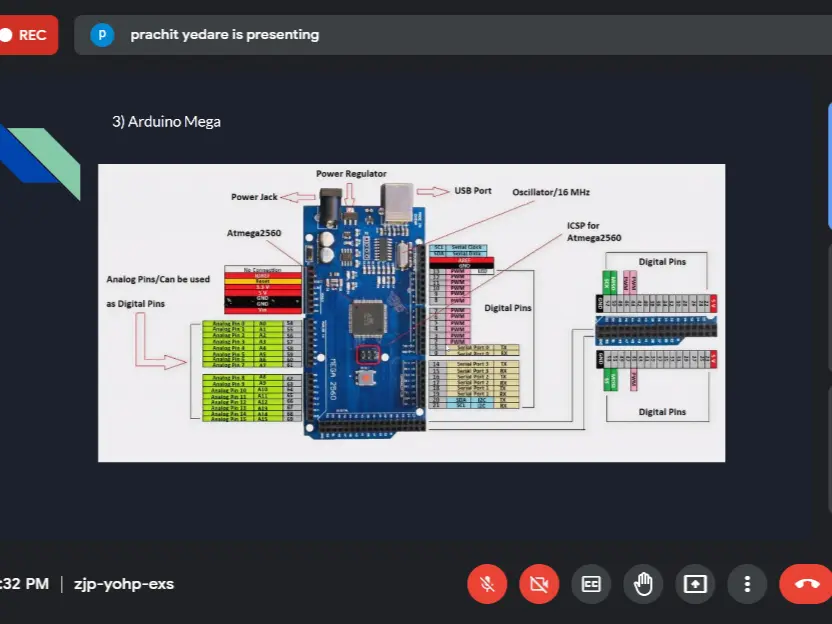 REC
p
prachit yedare is presenting
3) Arduino Mega
Power Regulator
Power Jack
USB Port
Oscillator/16 MHz
Atmega2560
ICSP for
Atmega2560
Analog Pins/Can be used
as Digital Pins
No Connection
IOREF
Reset
3.3 V
5 V
GND
GND
Vin
Analog Pin 0 A0 54
Analog Pin 1 A1 55
Analog Pin 2 A2 56
Analog Pin 3 A3 57
Analog Pin 4 A4 58
Analog Pin 5 A5 59
Analog Pin 6 A6 60
Analog Pin 7 A7 61
Analog Pin 8 A8 62
Analog Pin 9 A9 63
Analog Pin 10 A10 64
Analog Pin 11 A11 65
Analog Pin 12 A12 66
Analog Pin 13 A13 67
Analog Pin 14 A14 68
Analog Pin 15 A15 69
MEGA 2560
SCL Serial Clock
SDA Serial Data
AREF
GND
13 PWM LED
12 PWM
PWM
PWM
PWM
8 PWM
7 PWM
PWM
PWM
PWM
PWM
PWM
Serial Port 0 TX
Serial Port 0 RX
14 Serial Port 3 TX
15 Serial Port 3 RX
16 Serial Port 2 TX
17 Serial Port 2 RX
18 Serial Port 1 TX
19 Serial Port 1 RX
20 SDA I2C TX
21 SCL I2C RX
Digital Pins
Digital Pins
PWM
PWM
GND
5 V
GND
5 V
PWM
Digital Pins
:32 PM | zjp-yohp-exs